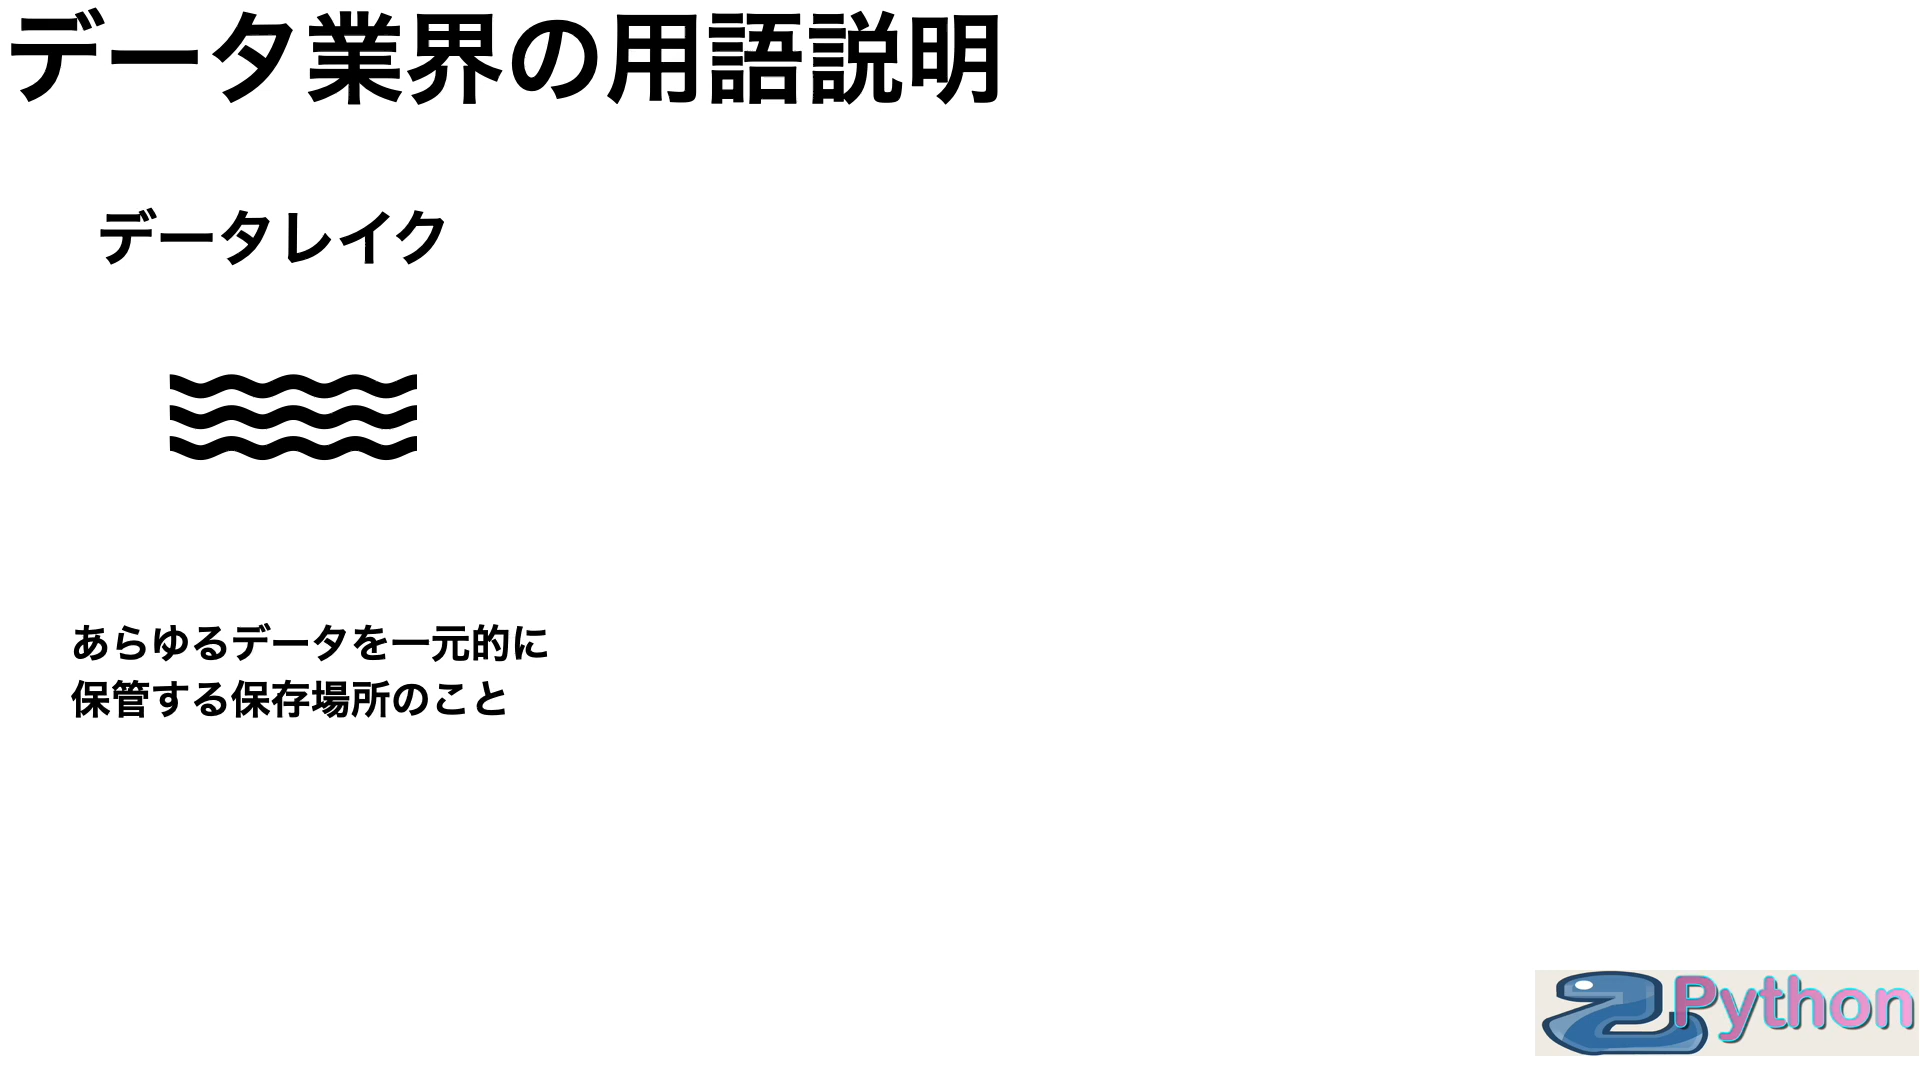 データ業界の用語説明
データレイク
あらゆるデータを一元的に
保管する保存場所のこと
Python